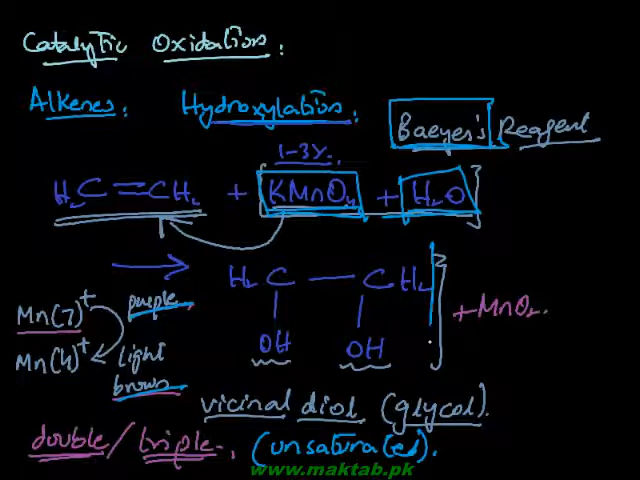 Catalytic Oxidation :
Alkenes : Hydroxylation :
Baeyer's Reagent
1-3%.
H₂C = CH₂ + KMnO₄ + H₂O
H₂C — CH₂
OH OH
+ MnO₂.
Mn(7)⁺ purple.
Mn(4)⁺ light
brown
vicinal diol (glycol).
double/triple. (unsaturated).
www.maktab.pk